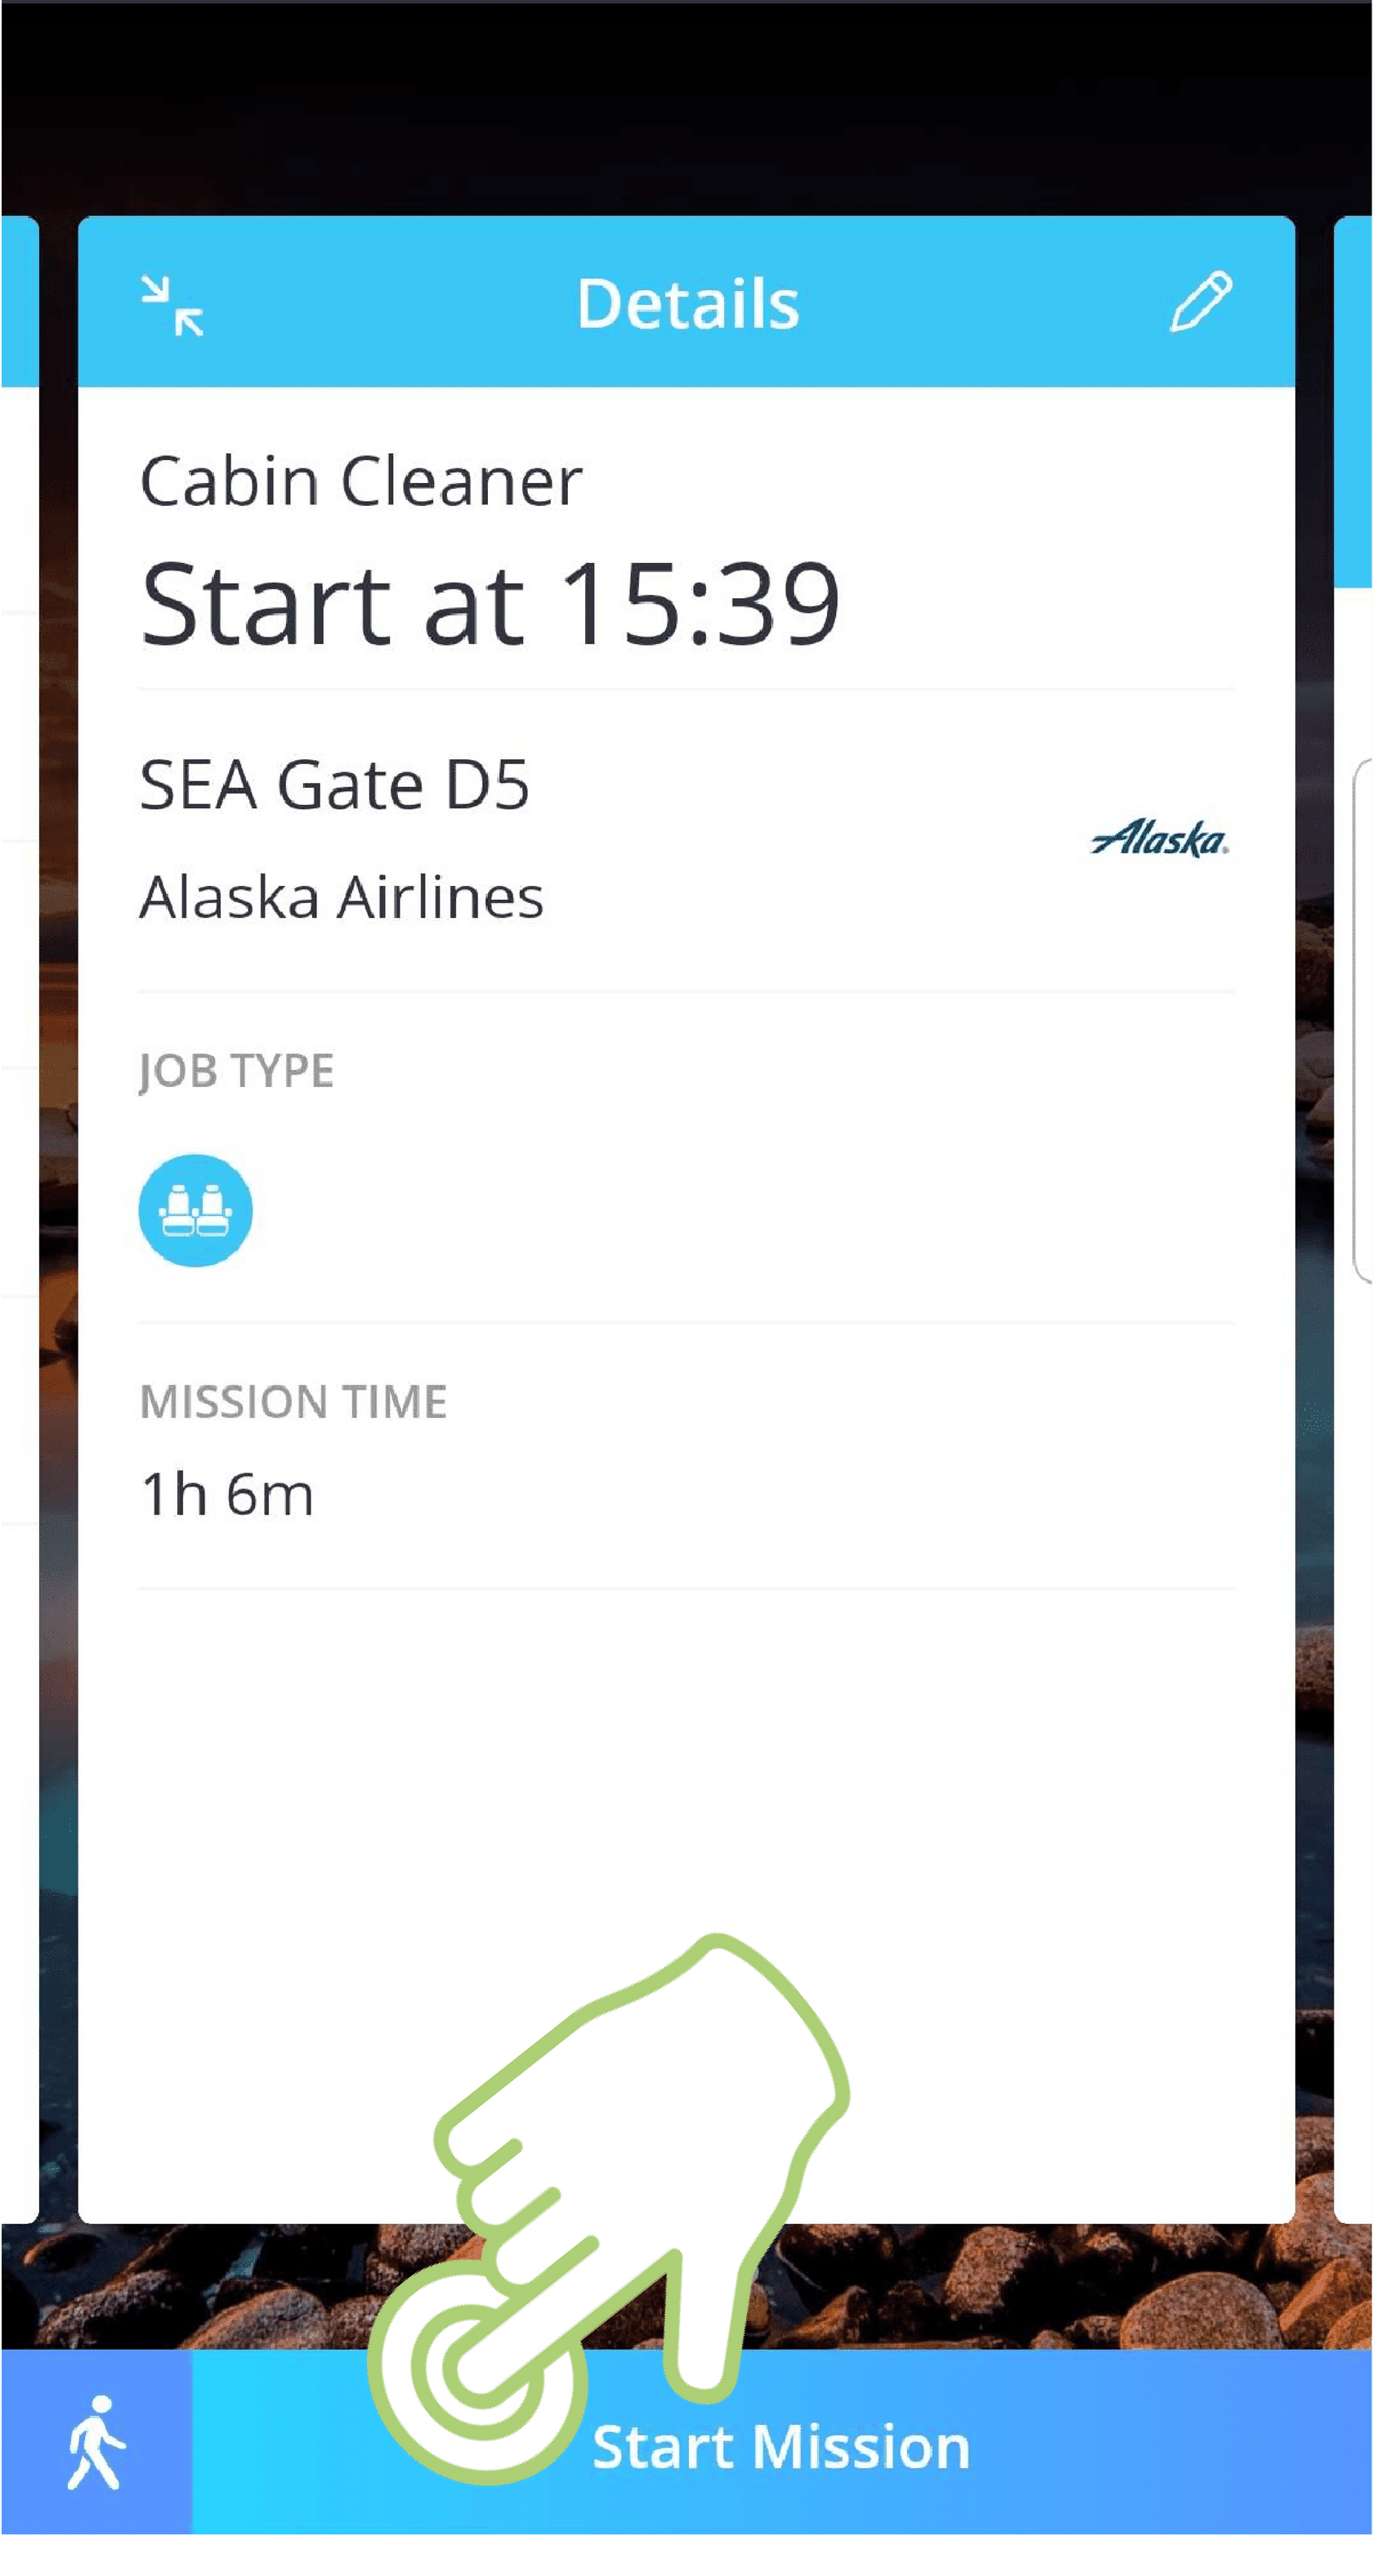 Details
Cabin Cleaner
Start at 15:39
SEA Gate D5
Alaska
Alaska Airlines
JOB TYPE
MISSION TIME
1h 6m
Start Mission